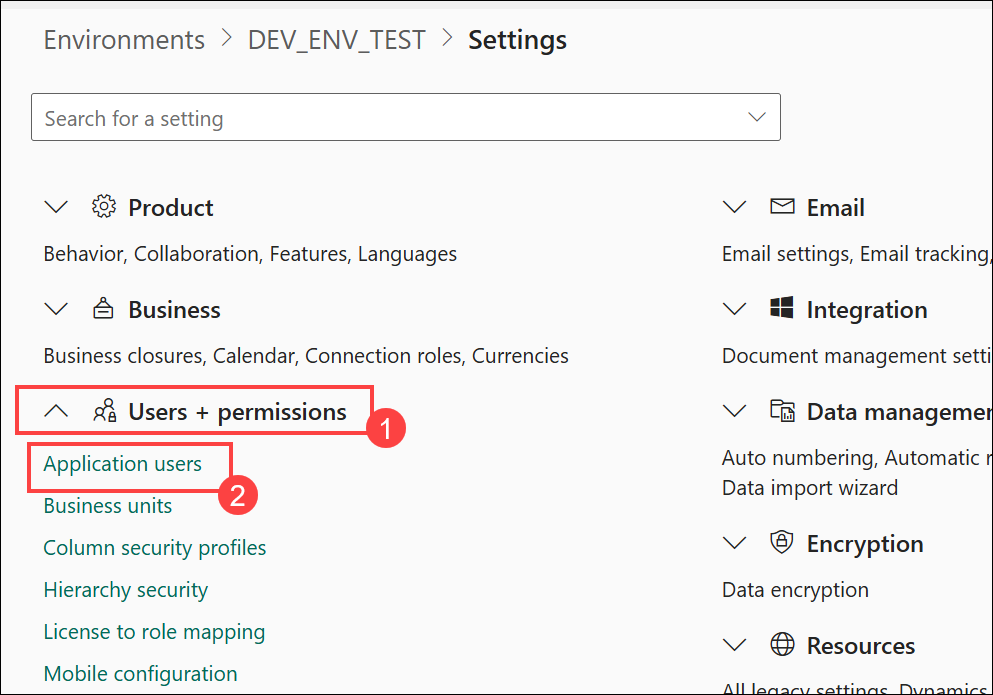 Environments > DEV_ENV_TEST > Settings
Search for a setting
Product
Behavior, Collaboration, Features, Languages
Business
Business closures, Calendar, Connection roles, Currencies
Users + permissions
1
Application users
2
Business units
Column security profiles
Hierarchy security
License to role mapping
Mobile configuration
Email
Email settings, Email tracking,
Integration
Document management setti
Data managemen
Auto numbering, Automatic r
Data import wizard
Encryption
Data encryption
Resources
All legacy settings, Dynamics